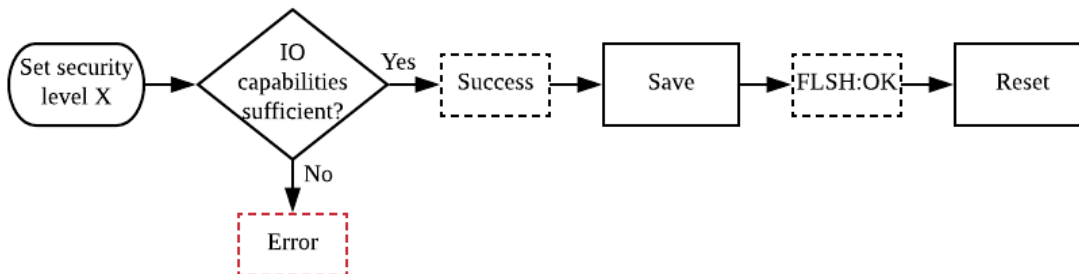 Set security
level X
IO
capabilities
sufficient?
Yes
Success
Save
FLSH:OK
Reset
No
Error